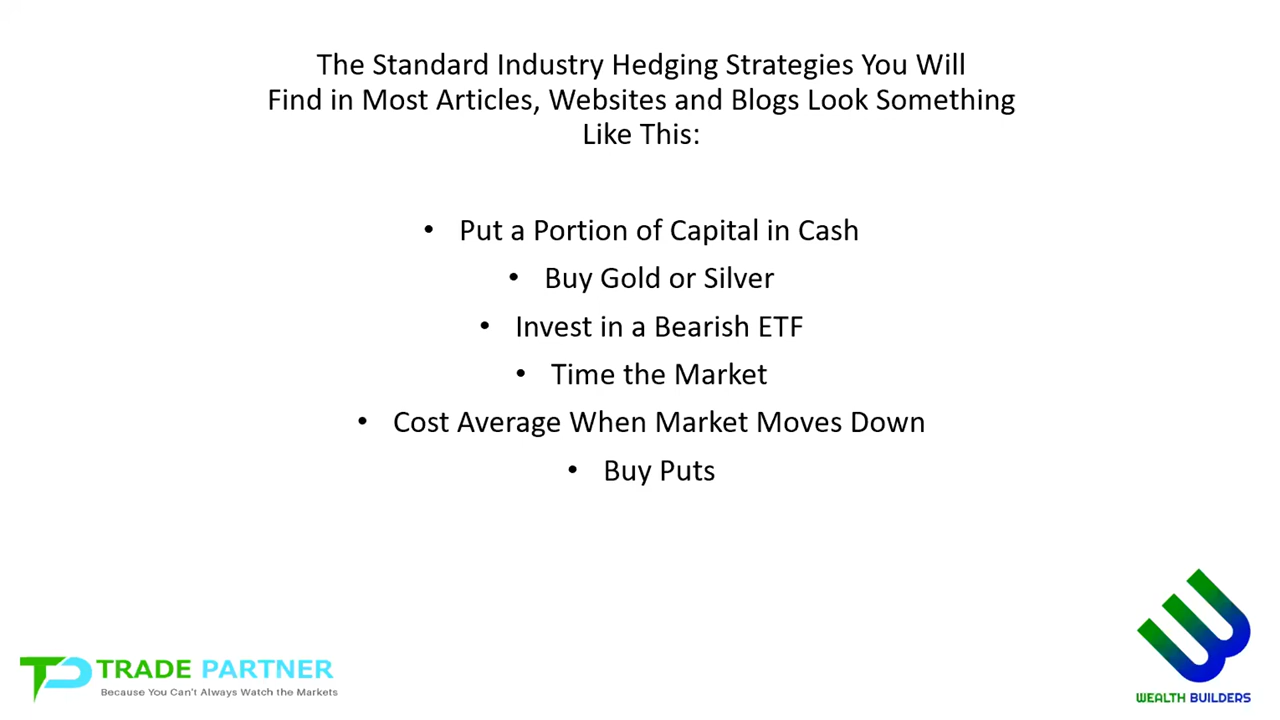 The Standard Industry Hedging Strategies You Will
Find in Most Articles, Websites and Blogs Look Something
Like This:
• Put a Portion of Capital in Cash
• Buy Gold or Silver
• Invest in a Bearish ETF
• Time the Market
• Cost Average When Market Moves Down
• Buy Puts
TRADE PARTNER
Because You Can't Always Watch the Markets
WEALTH BUILDERS